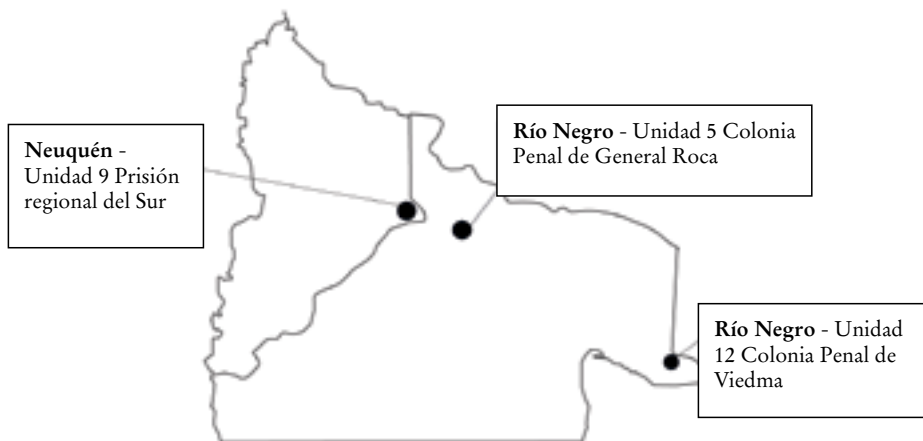 Neuquén -
Unidad 9 Prisión
regional del Sur
Río Negro - Unidad 5 Colonia
Penal de General Roca
Río Negro - Unidad
12 Colonia Penal de
Viedma